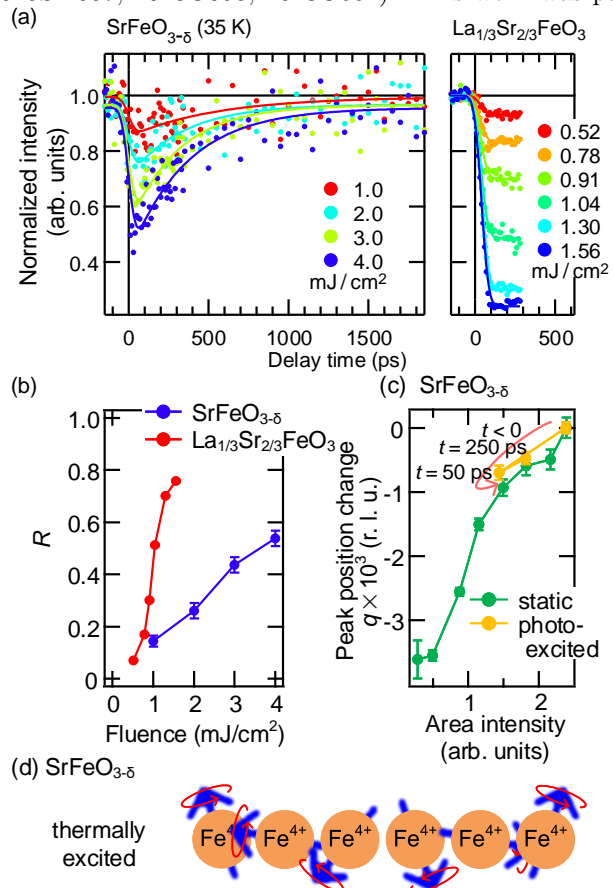 (a)
SrFeO3-δ (35 K)
La1/3Sr2/3FeO3
Normalized intensity
(arb. units)
1.0
0.8
0.6
0.4
1.0
2.0
3.0
4.0
mJ / cm²
0.52
0.78
0.91
1.04
1.30
1.56
mJ / cm²
0 500 1000 1500
0 500
Delay time (ps)
(b)
SrFeO3-δ
La1/3Sr2/3FeO3
R
1.0
0.8
0.6
0.4
0.2
0
0 1 2 3 4
Fluence (mJ/cm²)
(c) SrFeO3-δ
t < 0
t = 250 ps
t = 50 ps
0
-1
-3
Peak position change
q × 10³ (r. l. u.)
static
photo-
excited
1 2
Area intensity
(arb. units)
(d) SrFeO3-δ
thermally
excited
Fe4 Fe4+ Fe4+ Fe4+ Fe4+ Fe4+